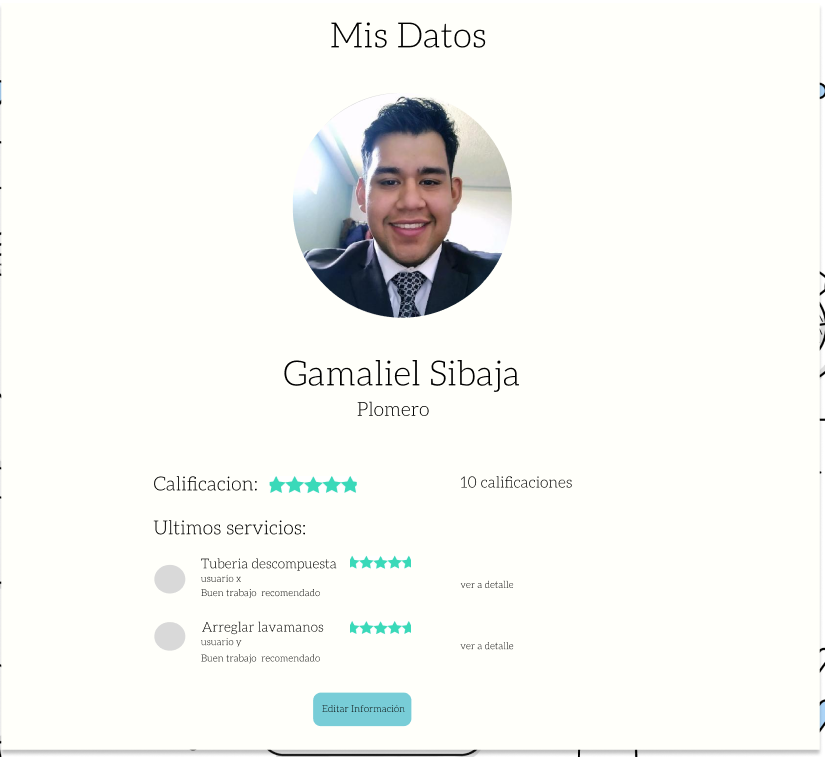 Mis Datos
Gamaliel Sibaja
Plomero
Calificacion:
10 calificaciones
Ultimos servicios:
Tuberia descompuesta
usuario x
Buen trabajo recomendado
ver a detalle
Arreglar lavamanos
usuario y
Buen trabajo recomendado
ver a detalle
Editar Información